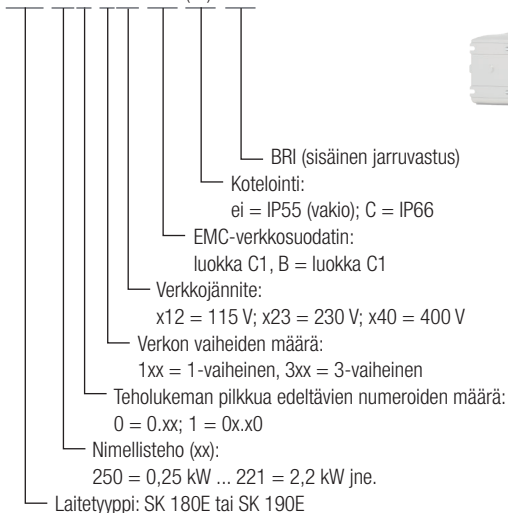 BRI (sisäinen jarruvastus)
Kotelointi:
ei = IP55 (vakio); C = IP66
EMC-verkkosuodatin:
luokka C1, B = luokka C1
Verkkojännite:
x12 = 115 V; x23 = 230 V; x40 = 400 V
Verkon vaiheiden määrä:
1xx = 1-vaiheinen, 3xx = 3-vaiheinen
Teholukeman pilkkua edeltävien numeroiden määrä:
0 = 0.xx; 1 = 0x.x0
Nimellisteho (xx):
250 = 0,25 kW ... 221 = 2,2 kW jne.
Laitetyyppi: SK 180E tai SK 190E